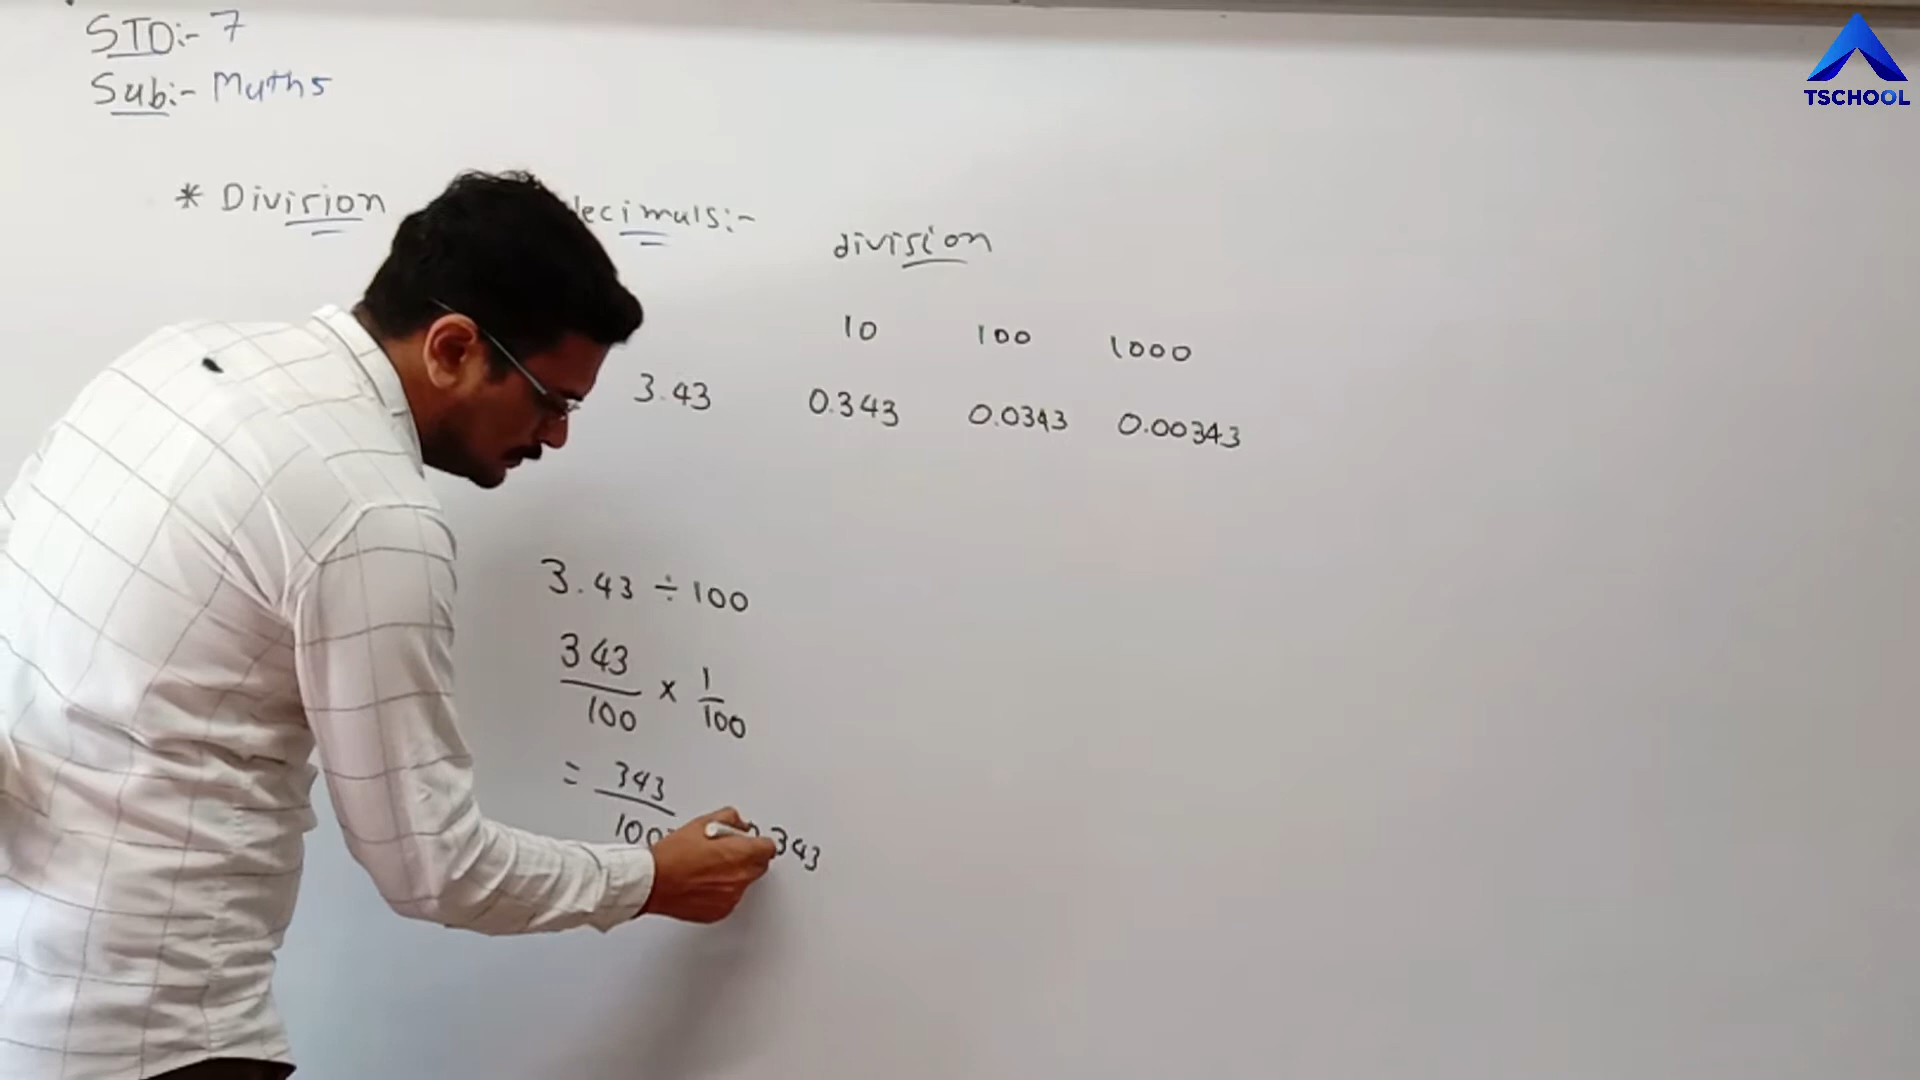 STD:- 7
Sub:- Maths
TSCHOOL
* Division decimals:-
division
10 100 1000
3.43 0.343 0.0343 0.00343
3.43 ÷ 100
343/100 × 1/100
= 343
343